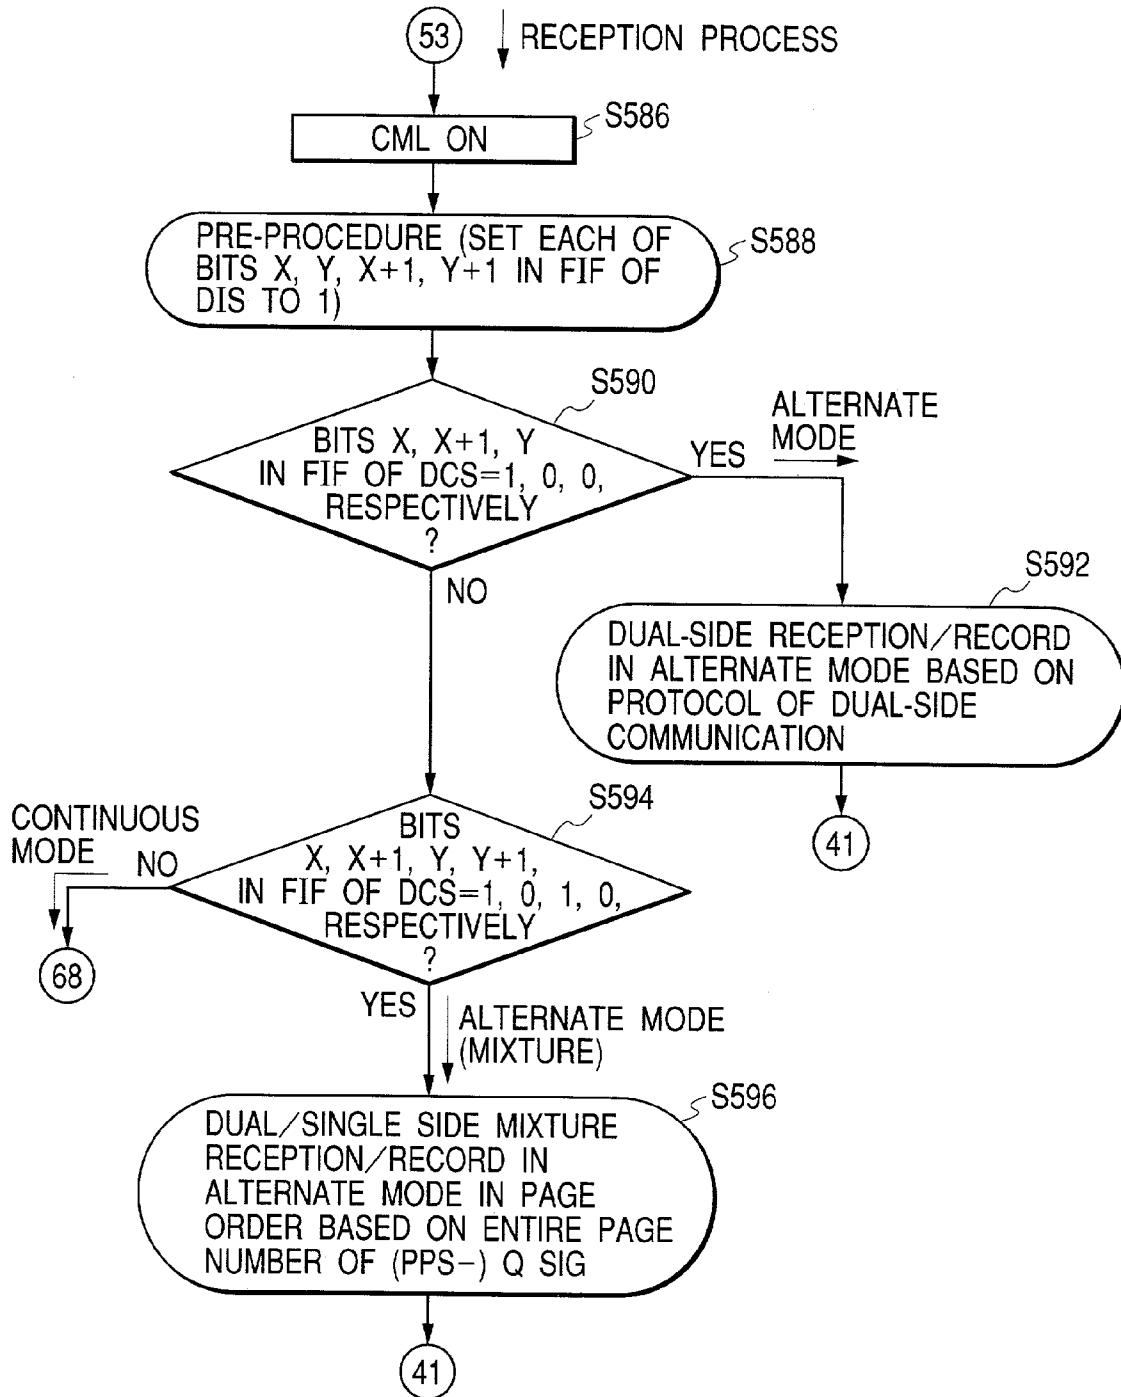 53
RECEPTION PROCESS
CML ON
S586
PRE-PROCEDURE (SET EACH OF
BITS X, Y, X+1, Y+1 IN FIF OF
DIS TO 1)
S588
S590
BITS X, X+1, Y
IN FIF OF DCS=1, 0, 0,
RESPECTIVELY
?
YES
ALTERNATE
MODE
NO
S592
DUAL-SIDE RECEPTION/RECORD
IN ALTERNATE MODE BASED ON
PROTOCOL OF DUAL-SIDE
COMMUNICATION
41
S594
BITS
X, X+1, Y, Y+1,
IN FIF OF DCS=1, 0, 1, 0,
RESPECTIVELY
?
CONTINUOUS
MODE
NO
68
YES
ALTERNATE MODE
(MIXTURE)
S596
DUAL/SINGLE SIDE MIXTURE
RECEPTION/RECORD IN
ALTERNATE MODE IN PAGE
ORDER BASED ON ENTIRE PAGE
NUMBER OF (PPS-) Q SIG
41